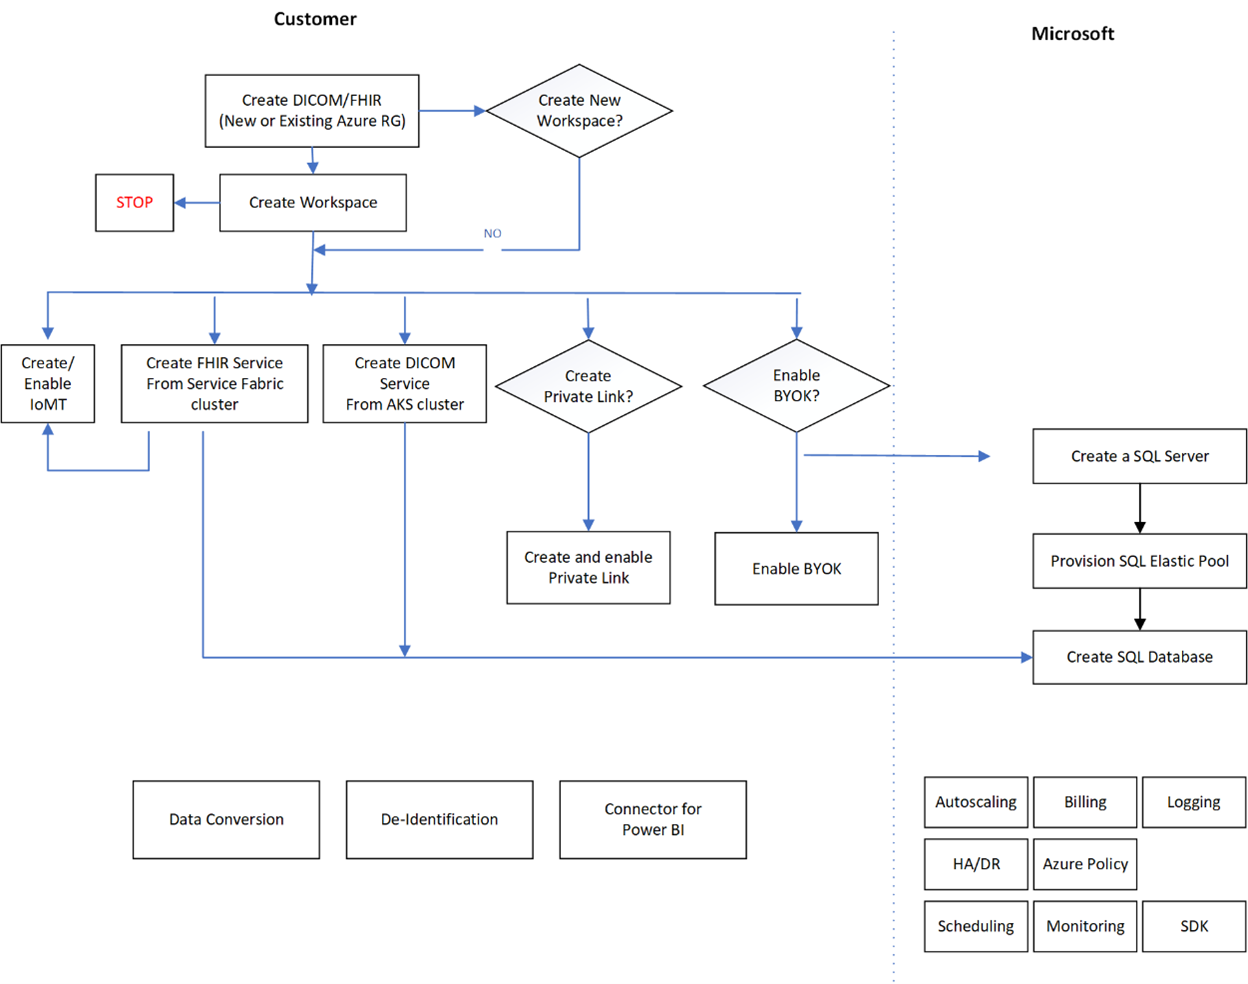 Customer
Microsoft
Create DICOM/FHIR
(New or Existing Azure RG)
Create New
Workspace?
STOP
Create Workspace
NO
Create/
Enable
IoMT
Create FHIR Service
From Service Fabric
cluster
Create DICOM
Service
From AKS cluster
Create
Private Link?
Enable
BYOK?
Create a SQL Server
Create and enable
Private Link
Enable BYOK
Provision SQL Elastic Pool
Create SQL Database
Data Conversion
De-Identification
Connector for
Power BI
Autoscaling
Billing
Logging
HA/DR
Azure Policy
Scheduling
Monitoring
SDK